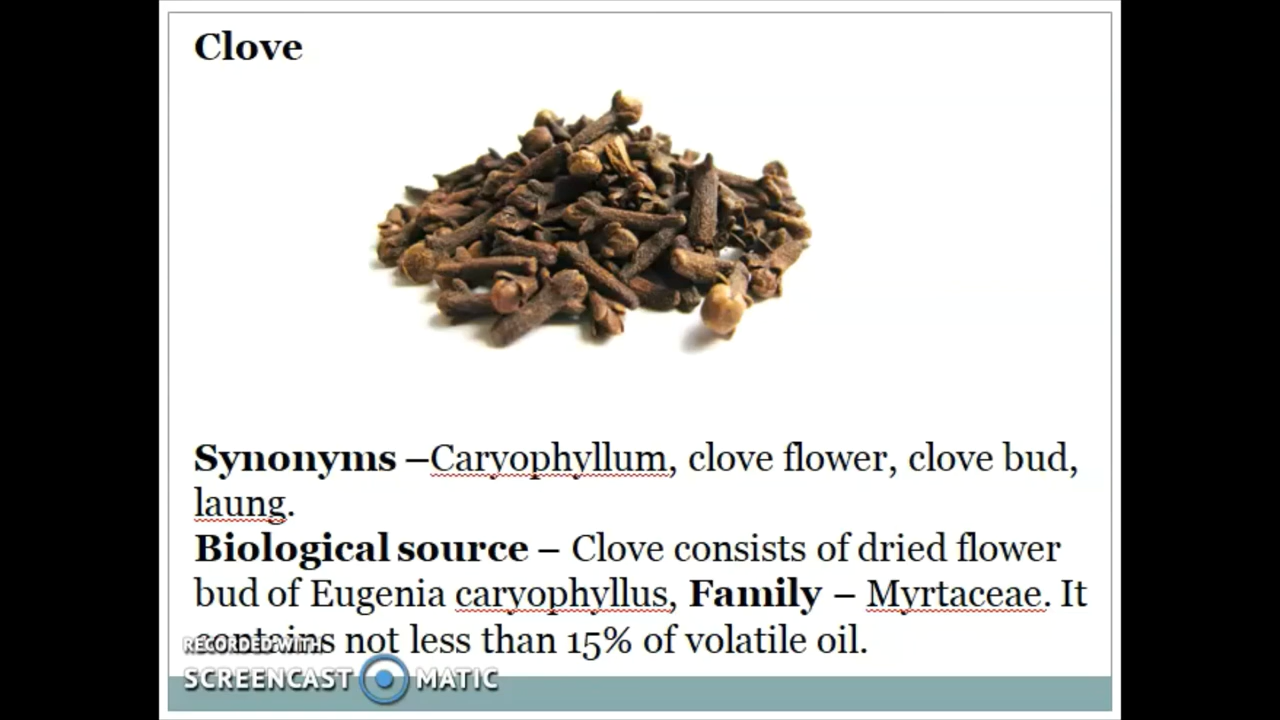 Clove
Synonyms –Caryophyllum, clove flower, clove bud,
laung.
Biological source – Clove consists of dried flower
bud of Eugenia caryophyllus, Family – Myrtaceae. It
contains not less than 15% of volatile oil.
RECORDED WITH
SCREENCAST MATIC